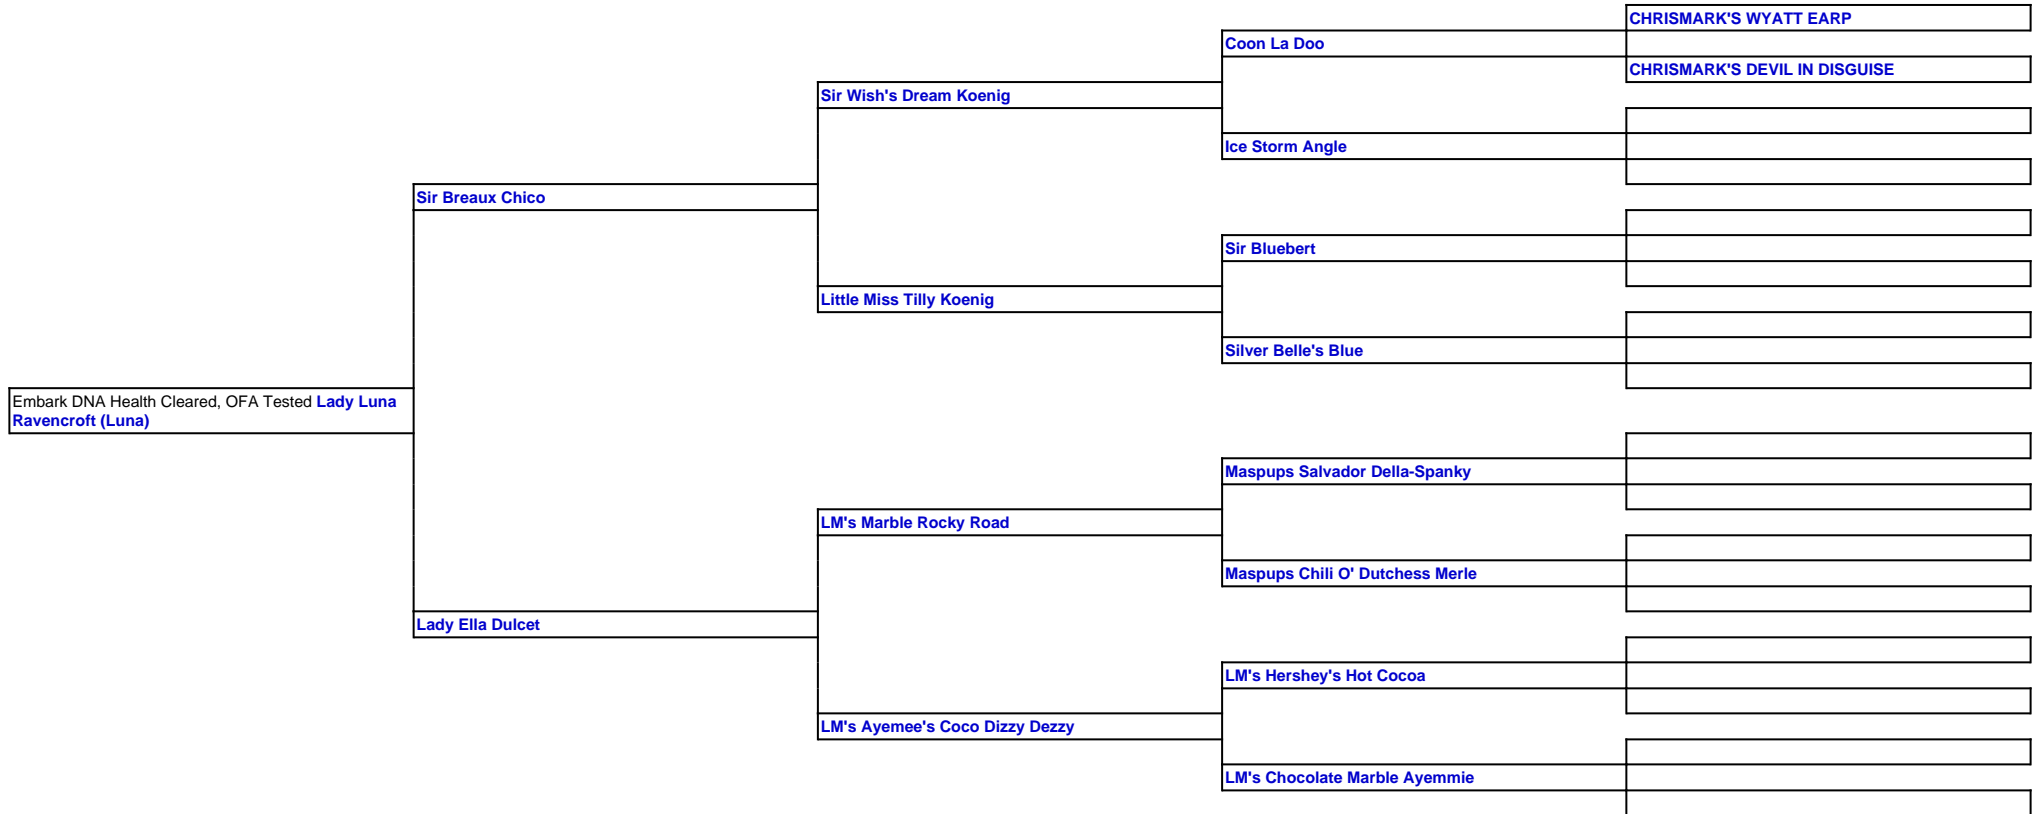 CHRISMARK'S WYATT EARP
Coon La Doo
CHRISMARK'S DEVIL IN DISGUISE
Sir Wish's Dream Koenig
Ice Storm Angle
Sir Breaux Chico
Sir Bluebert
Little Miss Tilly Koenig
Silver Belle's Blue
Embark DNA Health Cleared, OFA Tested Lady Luna
Ravencroft (Luna)
Maspups Salvador Della-Spanky
LM's Marble Rocky Road
Maspups Chili O' Dutchess Merle
Lady Ella Dulcet
LM's Hershey's Hot Cocoa
LM's Ayemee's Coco Dizzy Dezzy
LM's Chocolate Marble Ayemmie